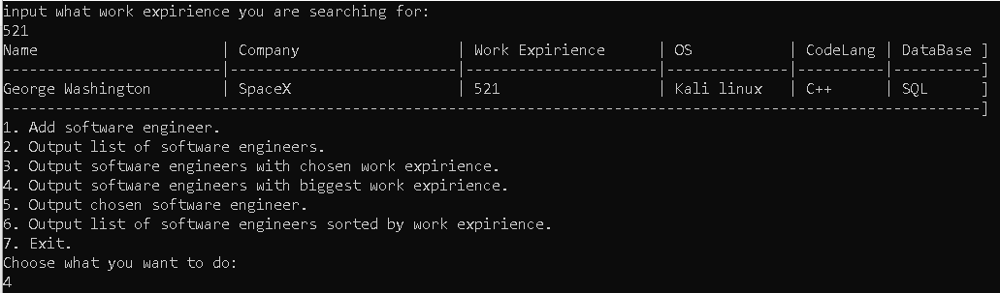 input what work expirience you are searching for:
521
Name | Company | Work Expirience | OS | CodeLang | DataBase ]
-------------------------|--------------------------|----------------------|--------------|----------|----------]
George Washington | SpaceX | 521 | Kali linux | C++ | SQL ]
----------------------------------------------------------------------------------------------------------------]
1. Add software engineer.
2. Output list of software engineers.
3. Output software engineers with chosen work expirience.
4. Output software engineers with biggest work expirience.
5. Output chosen software engineer.
6. Output list of software engineers sorted by work expirience.
7. Exit.
Choose what you want to do:
4